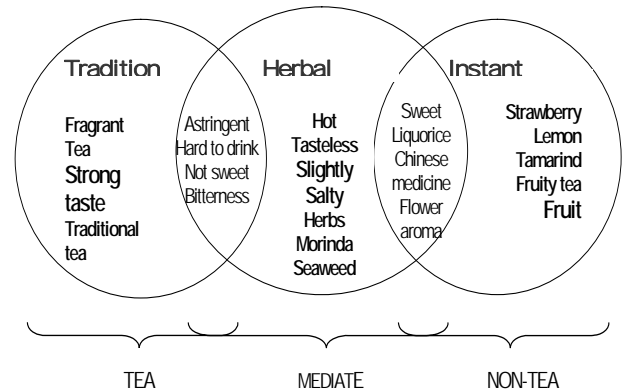 Tradition
Herbal
Instant
Fragrant
Tea
Strong
taste
Traditional
tea
Astringent
Hard to drink
Not sweet
Bitterness
Hot
Tasteless
Slightly
Salty
Herbs
Morinda
Seaweed
Sweet
Liquorice
Chinese
medicine
Flower
aroma
Strawberry
Lemon
Tamarind
Fruity tea
Fruit
TEA
MEDIATE
NON-TEA